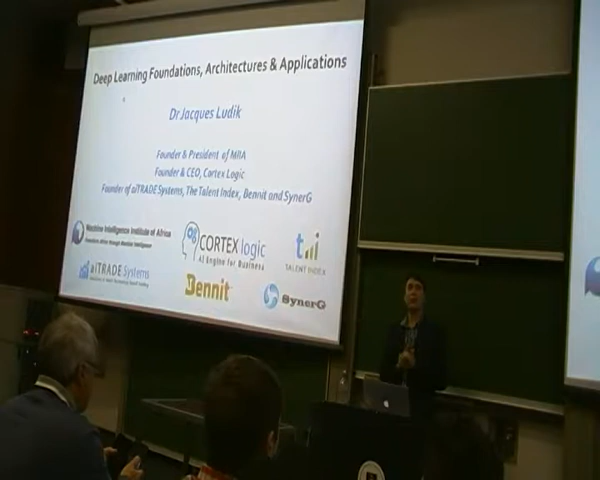 Deep Learning Foundations, Architectures & Applications
Dr Jacques Ludik
Founder & President of MIIA
Founder & CEO, Cortex Logic
Founder of aiTRADE Systems, The Talent Index, Bennit and SynerG
Machine Intelligence Institute of Africa
CORTEX logic
AI Engine for Business
tai
TALENT INDEX
aiTRADE Systems
Bennit
SynerG